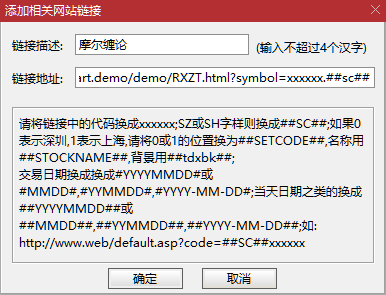 添加相关网站链接
链接描述: 摩尔缠论 (输入不超过4个汉字)
链接地址: art.demo/demo/RXZT.html?symbol=xxxxxx.##sc##
请将链接中的代码换成xxxxxx;SZ或SH字样则换成##SC##;如果0
表示深圳,1表示上海,请将0或1的位置换为##SETCODE##,名称用
##STOCKNAME##,背景用##tdxbk##;
交易日期换成换成#YYYYMMDD#或
#MMDD#,#YYMMDD#,#YYYY-MM-DD#;当天日期之类的换成
##YYYYMMDD##或
##MMDD##,##YYMMDD##,##YYYY-MM-DD##;如:
http://www.web/default.asp?code=##SC##xxxxxx
确定 取消